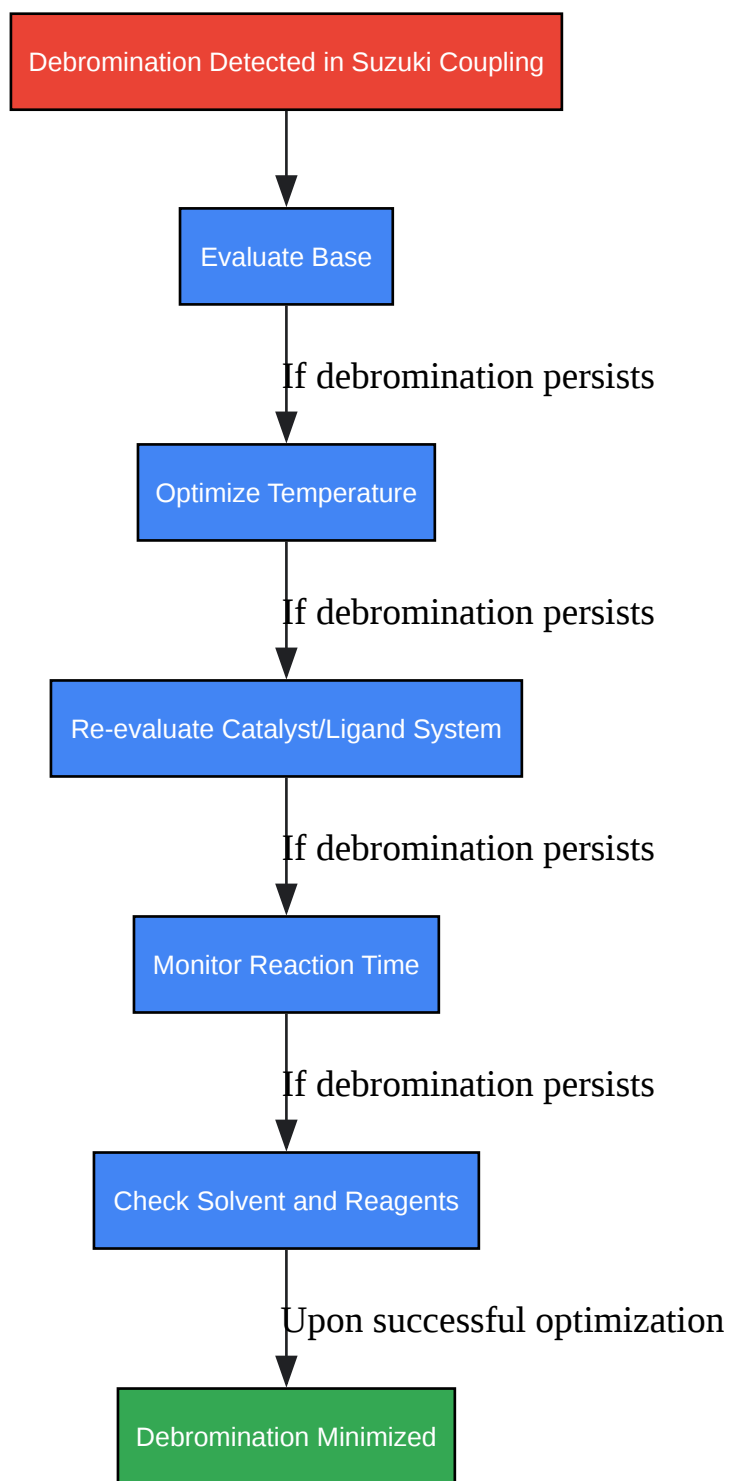 Debromination Detected in Suzuki Coupling
Evaluate Base
If debromination persists
Optimize Temperature
If debromination persists
Re-evaluate Catalyst/Ligand System
If debromination persists
Monitor Reaction Time
If debromination persists
Check Solvent and Reagents
Upon successful optimization
Debromination Minimized